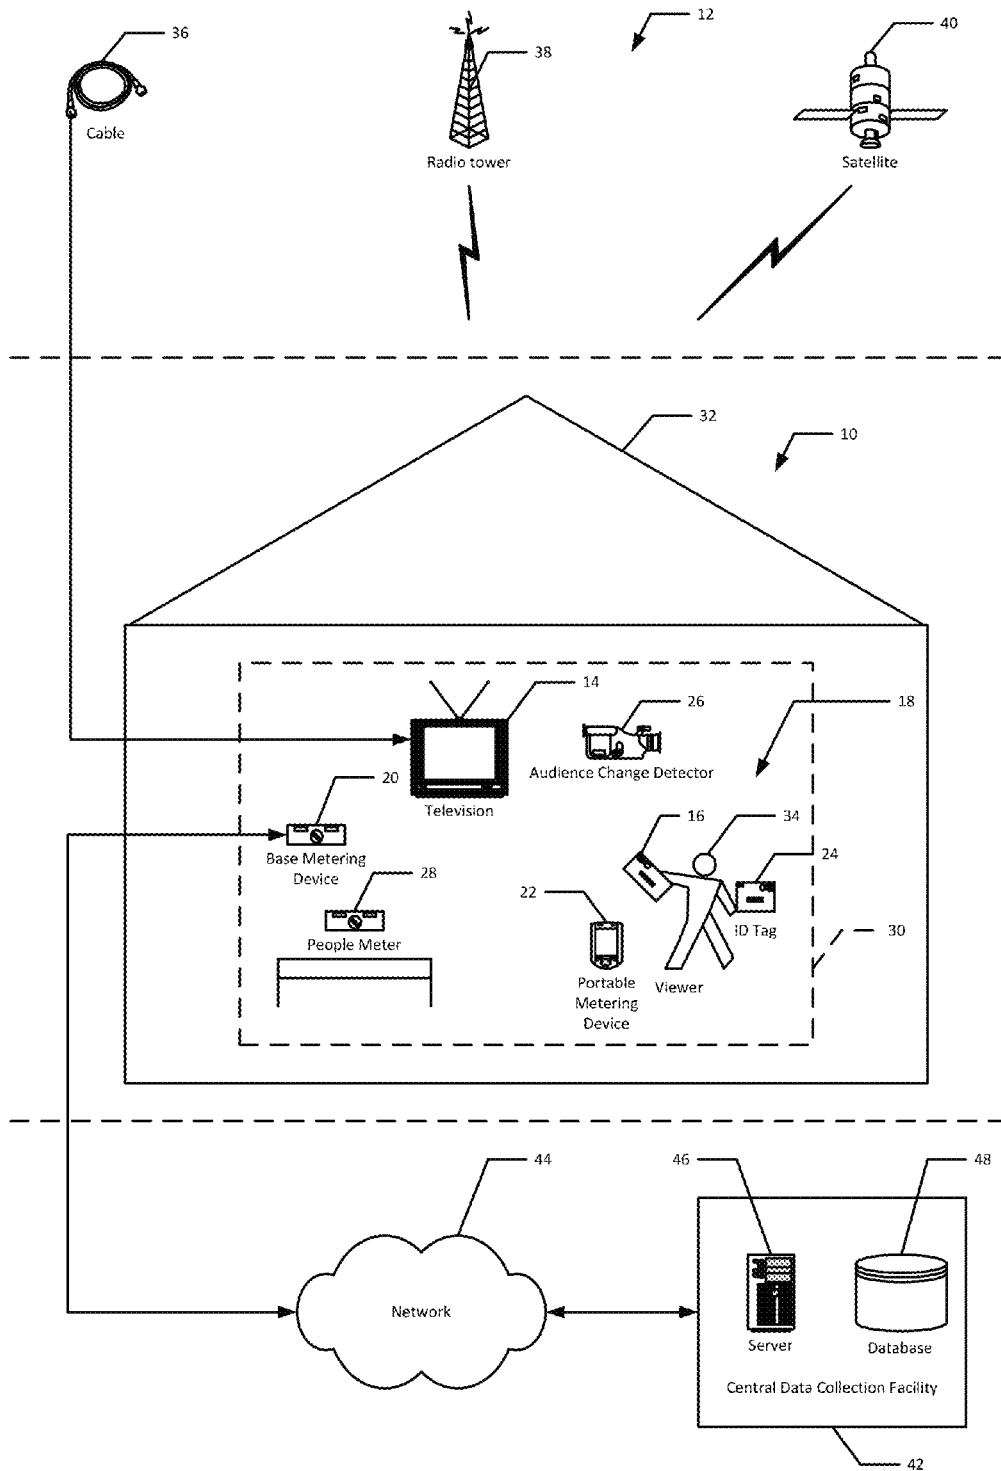 36
12
40
38
Cable
Radio tower
Satellite
32
10
14
26
18
Audience Change Detector
20
Television
16
34
24
Base Metering
Device
28
22
ID Tag
30
People Meter
Portable
Metering
Device
Viewer
44
46
48
Network
Server
Database
Central Data Collection Facility
42